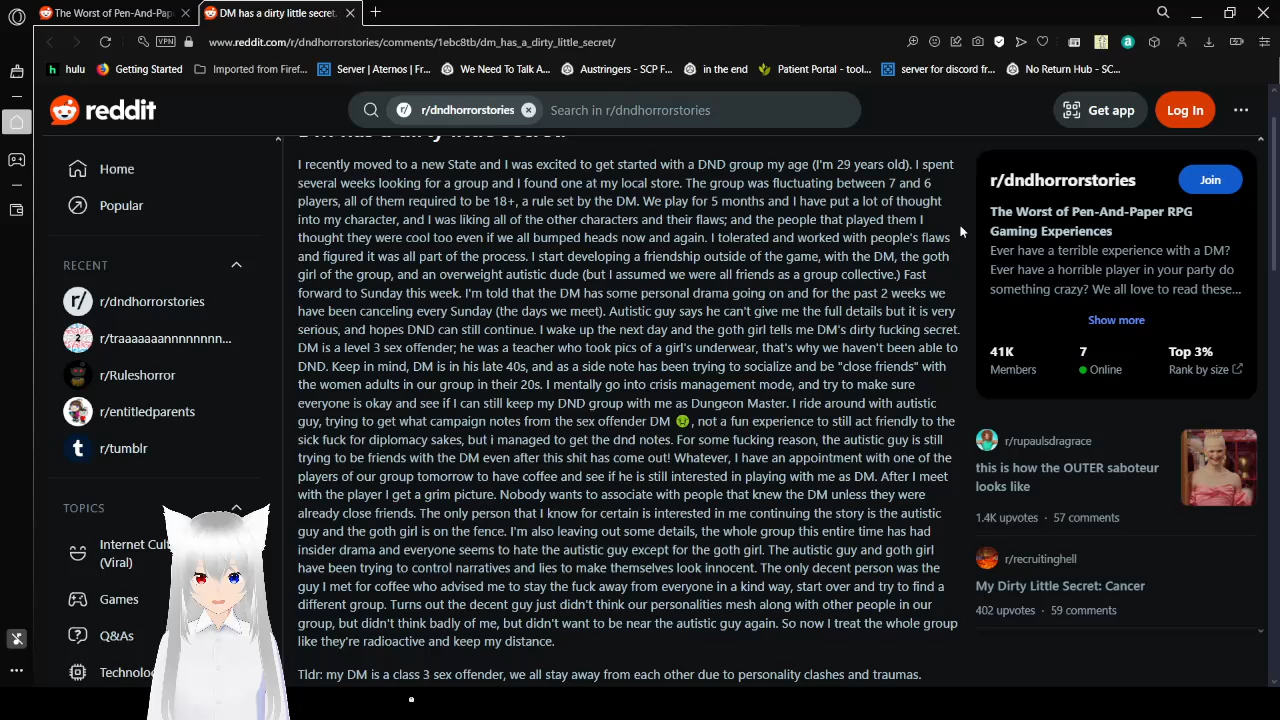 The Worst of Pen-And-Pap
DM has a dirty little secret.
VPN
www.reddit.com/r/dndhorrorstories/comments/1ebc8tb/dm_has_a_dirty_little_secret/
hulu
Getting Started
Imported from Firef...
Server | Aternos | Fr...
We Need To Talk A...
Austringers - SCP F...
in the end
Patient Portal - tool...
server for discord fr...
No Return Hub - SC...
reddit
r/dndhorrorstories
Search in r/dndhorrorstories
Get app
Log In
Home
Popular
RECENT
r/dndhorrorstories
r/traaaaaaannnnnnnnn...
r/Ruleshorror
r/entitledparents
r/tumblr
TOPICS
Internet Cul
(Viral)
Games
Q&As
Technolo
DM has a dirty little secret.
I recently moved to a new State and I was excited to get started with a DND group my age (I'm 29 years old). I spent
several weeks looking for a group and I found one at my local store. The group was fluctuating between 7 and 6
players, all of them required to be 18+, a rule set by the DM. We play for 5 months and I have put a lot of thought
into my character, and I was liking all of the other characters and their flaws; and the people that played them I
thought they were cool too even if we all bumped heads now and again. I tolerated and worked with people's flaws
and figured it was all part of the process. I start developing a friendship outside of the game, with the DM, the goth
girl of the group, and an overweight autistic dude (but I assumed we were all friends as a group collective.) Fast
forward to Sunday this week. I'm told that the DM has some personal drama going on and for the past 2 weeks we
have been canceling every Sunday (the days we meet). Autistic guy says he can't give me the full details but it is very
serious, and hopes DND can still continue. I wake up the next day and the goth girl tells me DM's dirty fucking secret.
DM is a level 3 sex offender; he was a teacher who took pics of a girl's underwear, that's why we haven't been able to
DND. Keep in mind, DM is in his late 40s, and as a side note has been trying to socialize and be "close friends" with
the women adults in our group in their 20s. I mentally go into crisis management mode, and try to make sure
everyone is okay and see if I can still keep my DND group with me as Dungeon Master. I ride around with autistic
guy, trying to get what campaign notes from the sex offender DM 🤢, not a fun experience to still act friendly to the
sick fuck for diplomacy sakes, but i managed to get the dnd notes. For some fucking reason, the autistic guy is still
trying to be friends with the DM even after this shit has come out! Whatever, I have an appointment with one of the
players of our group tomorrow to have coffee and see if he is still interested in playing with me as DM. After I meet
with the player I get a grim picture. Nobody wants to associate with people that knew the DM unless they were
already close friends. The only person that I know for certain is interested in me continuing the story is the autistic
guy and the goth girl is on the fence. I'm also leaving out some details, the whole group this entire time has had
insider drama and everyone seems to hate the autistic guy except for the goth girl. The autistic guy and goth girl
have been trying to control narratives and lies to make themselves look innocent. The only decent person was the
guy I met for coffee who advised me to stay the fuck away from everyone in a kind way, start over and try to find a
different group. Turns out the decent guy just didn't think our personalities mesh along with other people in our
group, but didn't think badly of me, but didn't want to be near the autistic guy again. So now I treat the whole group
like they're radioactive and keep my distance.
Tldr: my DM is a class 3 sex offender, we all stay away from each other due to personality clashes and traumas.
r/dndhorrorstories
Join
The Worst of Pen-And-Paper RPG
Gaming Experiences
Ever have a terrible experience with a DM?
Ever have a horrible player in your party do
something crazy? We all love to read these...
Show more
41K
Members
7
Online
Top 3%
Rank by size
r/rupaulsdragrace
this is how the OUTER saboteur
looks like
1.4K upvotes · 57 comments
r/recruitinghell
My Dirty Little Secret: Cancer
402 upvotes · 59 comments